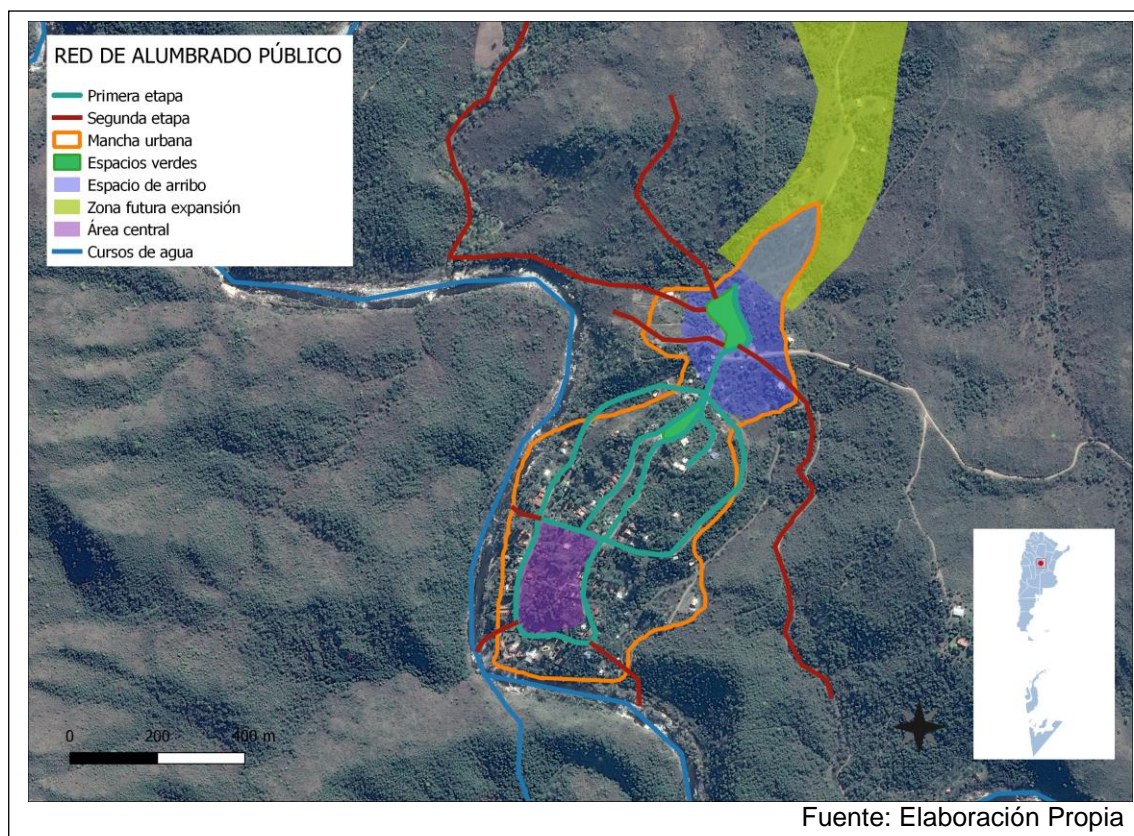 RED DE ALUMBRADO PÚBLICO
Primera etapa
Segunda etapa
Mancha urbana
Espacios verdes
Espacio de arribo
Zona futura expansión
Área central
Cursos de agua
0 200 400 m
Fuente: Elaboración Propia